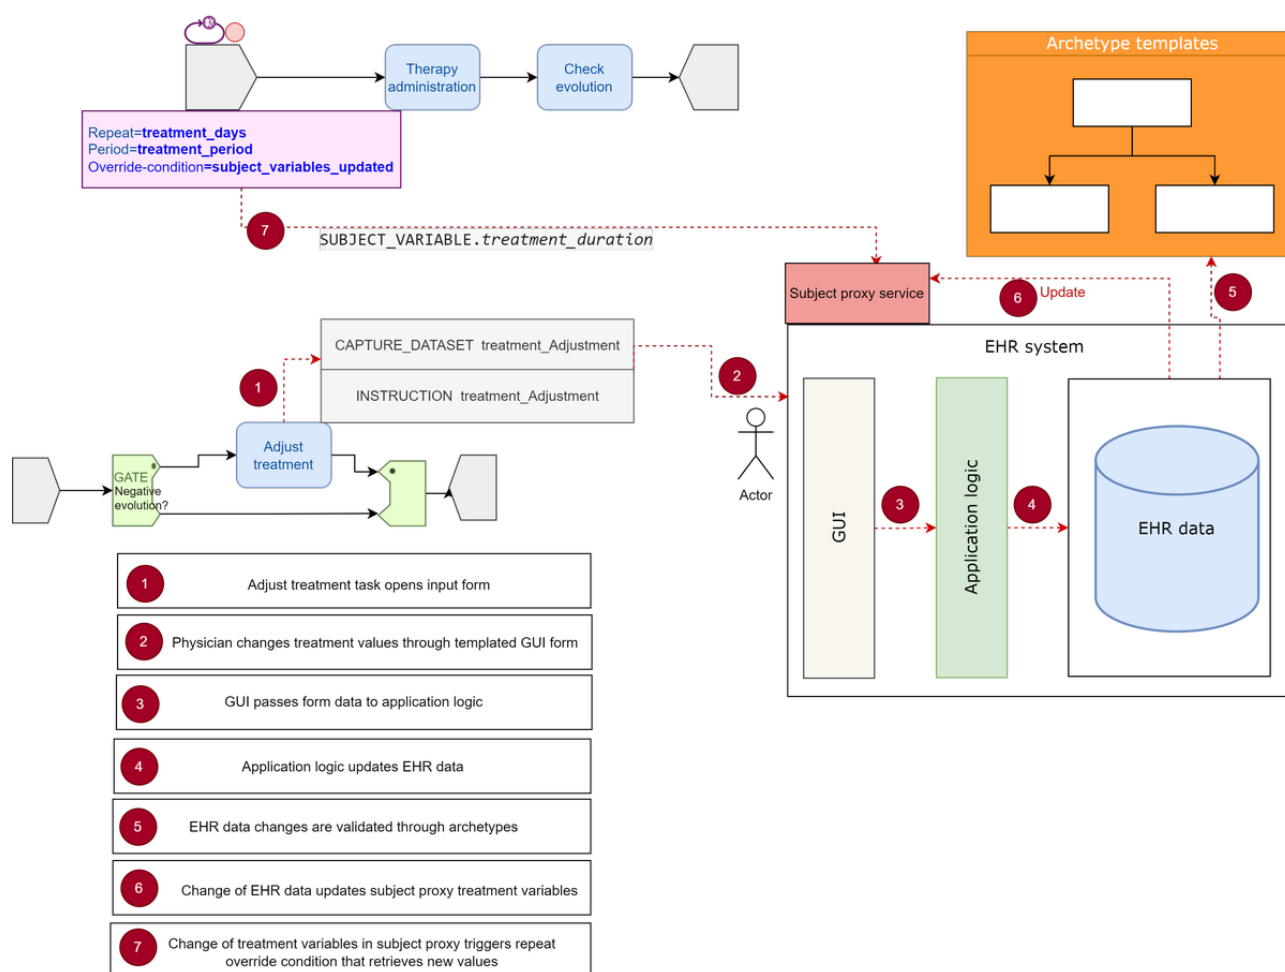 Archetype templates
Therapy
administration
Check
evolution
Repeat=treatment_days
Period=treatment_period
Override-condition=subject_variables_updated
7
SUBJECT_VARIABLE.treatment_duration
Subject proxy service
6
Update
5
EHR system
CAPTURE_DATASET treatment_Adjustment
INSTRUCTION treatment_Adjustment
1
2
Actor
Adjust
treatment
GATE
Negative
evolution?
GUI
3
Application logic
4
EHR data
1
Adjust treatment task opens input form
2
Physician changes treatment values through templated GUI form
3
GUI passes form data to application logic
4
Application logic updates EHR data
5
EHR data changes are validated through archetypes
6
Change of EHR data updates subject proxy treatment variables
7
Change of treatment variables in subject proxy triggers repeat
override condition that retrieves new values